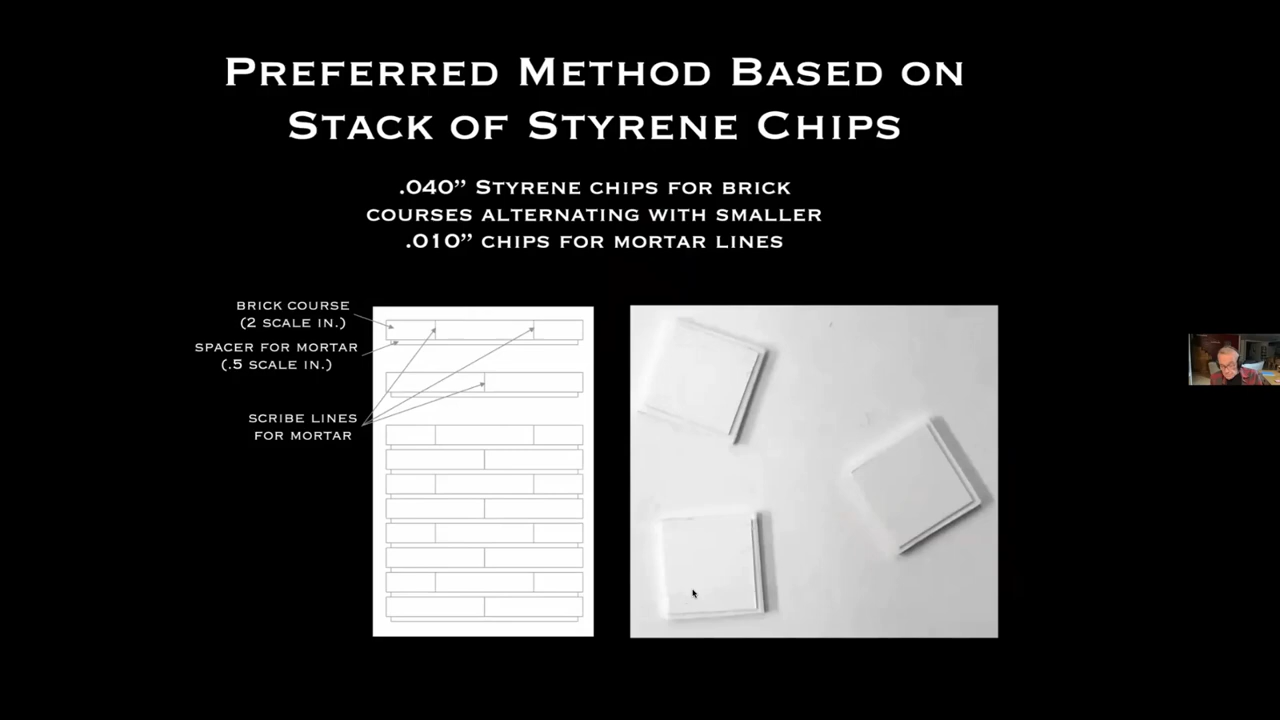 Preferred Method Based on
Stack of Styrene Chips
.040” Styrene chips for brick
courses alternating with smaller
.010” chips for mortar lines
brick course
(2 scale in.)
spacer for mortar
(.5 scale in.)
scribe lines
for mortar